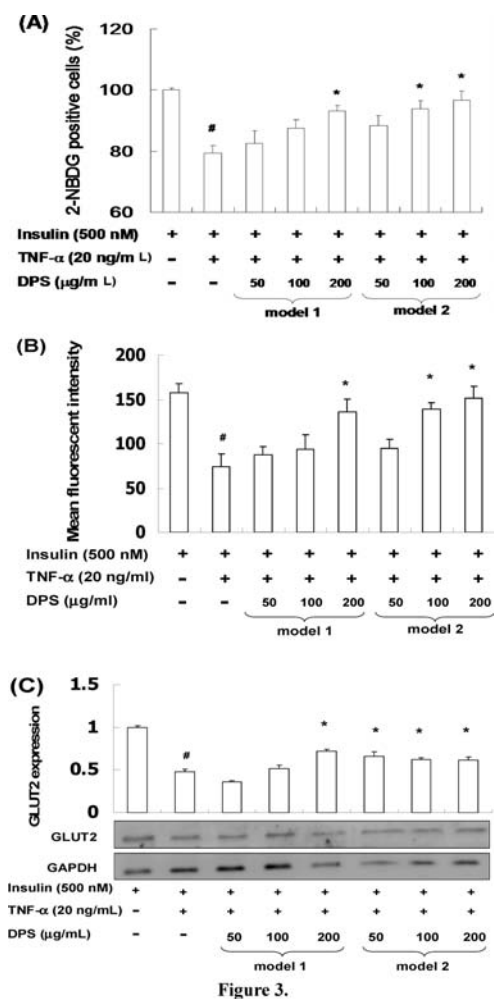 (A)
2-NBDG positive cells (%)
100
80
60
#
*
*
*
Insulin (500 nM) + + + + + + + +
TNF-α (20 ng/m L) - + + + + + + +
DPS (µg/m L) - - 50 100 200 50 100 200
model 1 model 2
(B)
Mean fluorescent intensity
200
150
100
50
0
#
*
*
*
Insulin (500 nM) + + + + + + + +
TNF-α (20 ng/ml) - + + + + + + +
DPS (µg/ml) - - 50 100 200 50 100 200
model 1 model 2
(C)
GLUT2 expression
1.5
1
0.5
0
#
*
*
*
*
GLUT2
GAPDH
Insulin (500 nM) + + + + + + + +
TNF-α (20 ng/mL) - + + + + + + +
DPS (µg/mL) - - 50 100 200 50 100 200
model 1 model 2
Figure 3.